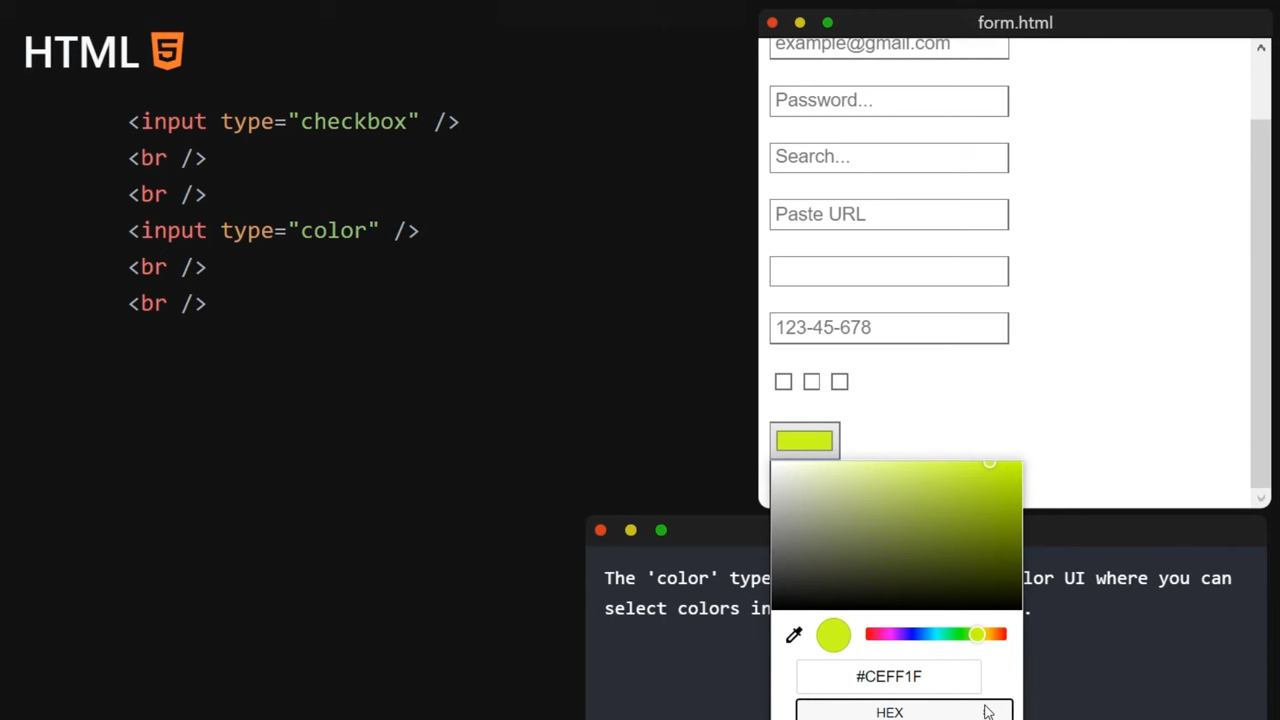 HTML 5
<input type="checkbox" />
<br />
<br />
<input type="color" />
<br />
<br />
form.html
example@gmail.com
Password...
Search...
Paste URL
123-45-678
The 'color' type lor UI where you can
select colors in .
#CEFF1F
HEX